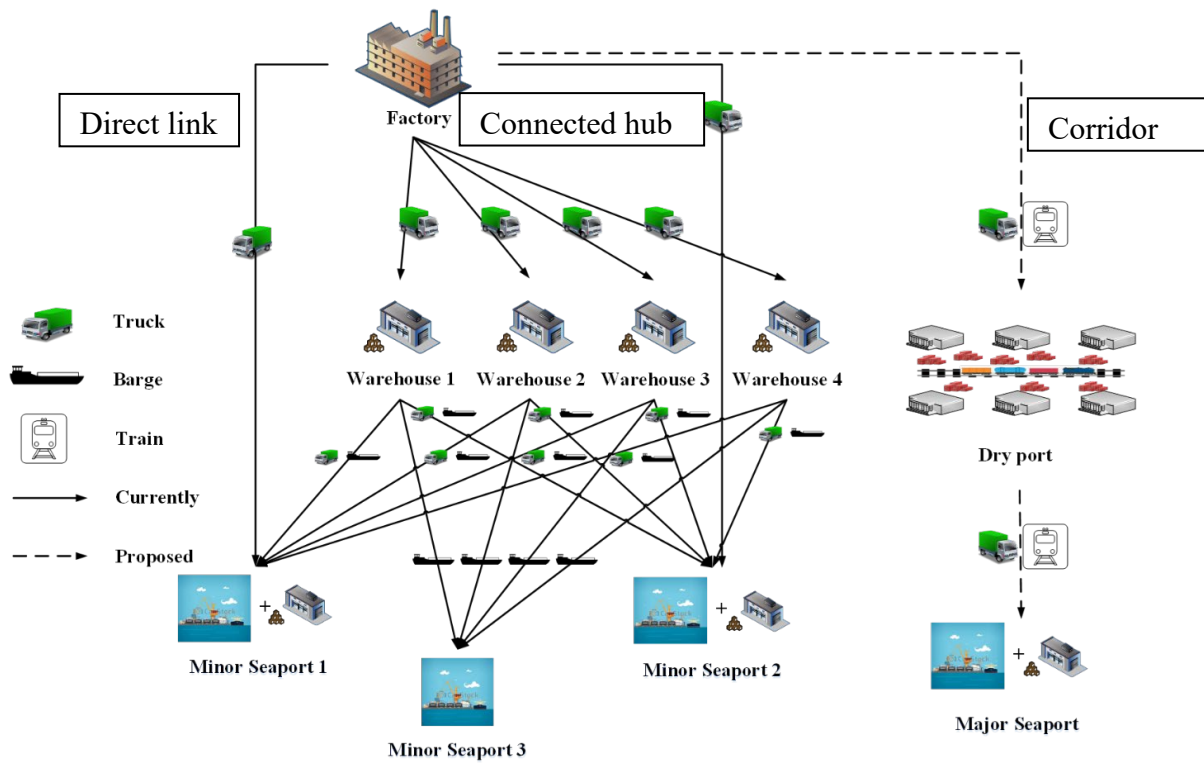 Factory
Direct link
Connected hub
Corridor
Truck
Barge
Train
Currently
Proposed
Warehouse 1
Warehouse 2
Warehouse 3
Warehouse 4
Dry port
+
+
+
Minor Seaport 1
Minor Seaport 2
Minor Seaport 3
Major Seaport